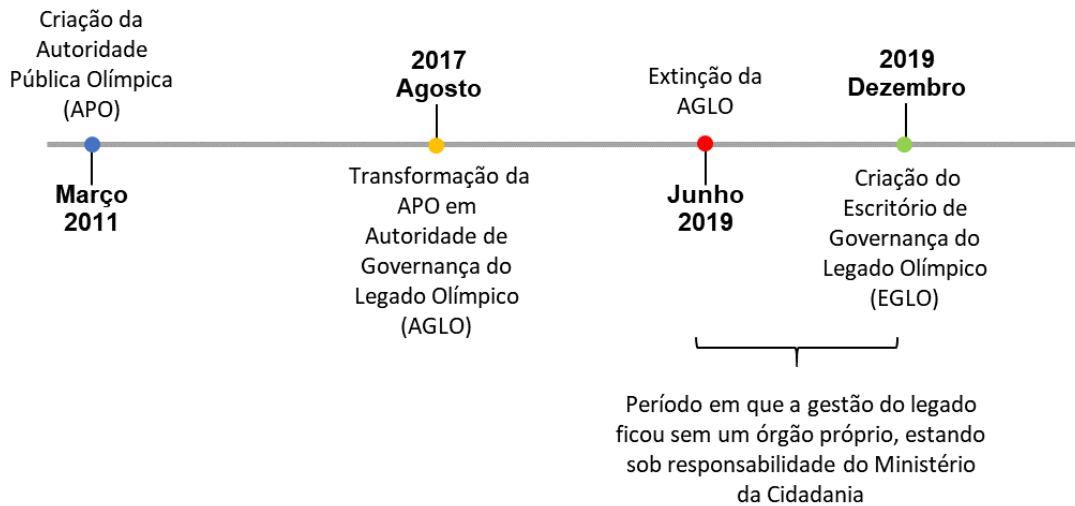 Criação da
Autoridade
Pública Olímpica
(APO)
Março
2011
2017
Agosto
Transformação da
APO em
Autoridade de
Governança do
Legado Olímpico
(AGLO)
Extinção da
AGLO
Junho
2019
2019
Dezembro
Criação do
Escritório de
Governança do
Legado Olímpico
(EGLO)
Período em que a gestão do legado
ficou sem um órgão próprio, estando
sob responsabilidade do Ministério
da Cidadania